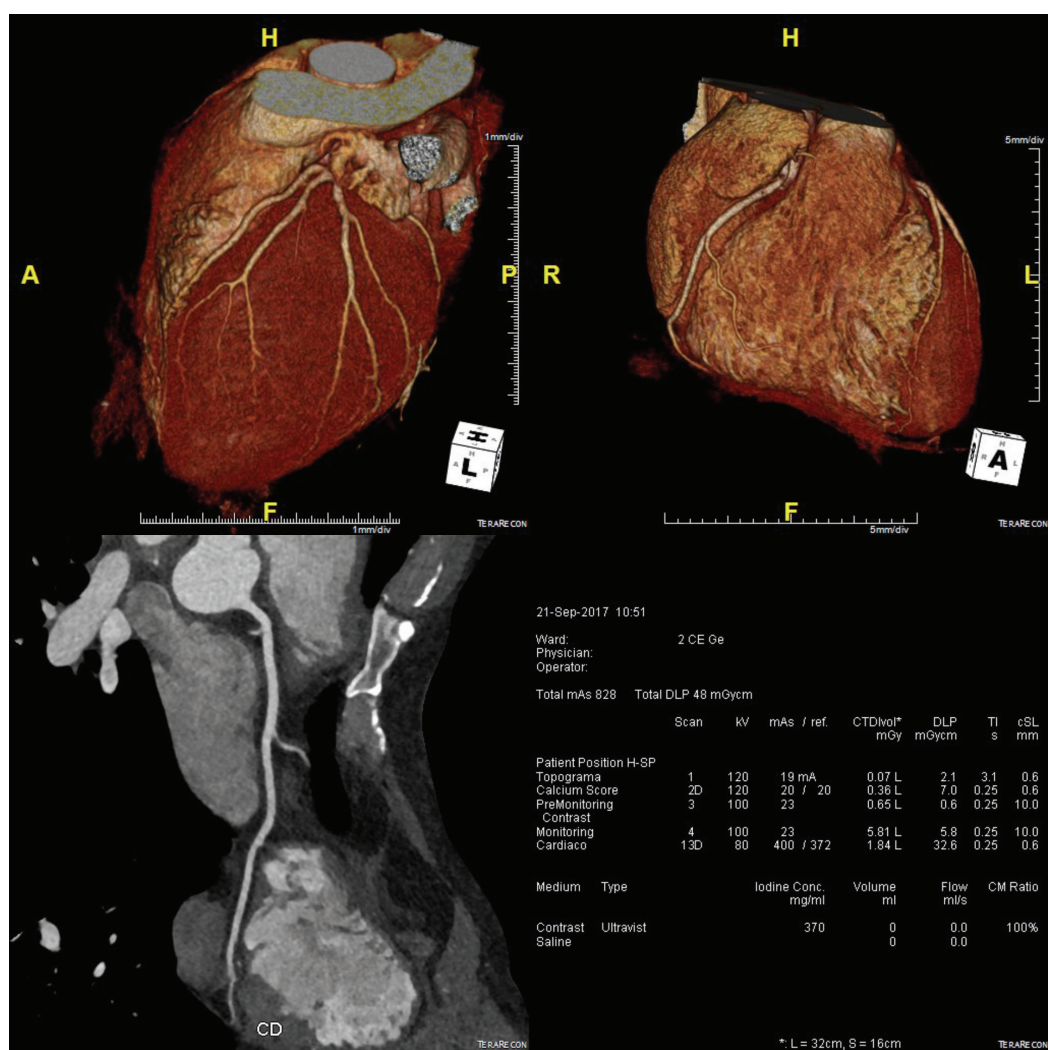 H
H
1mm/div
5mm/div
A
P
R
L
H
L
A
P
F
H
A
R
L
F
F
1mm/div
TERARECON
F
5mm/div
TERARECON
CD
TERARECON
21-Sep-2017 10:51
Ward: 2 CE Ge
Physician:
Operator:
Total mAs 828 Total DLP 48 mGycm
Scan kV mAs / ref. CTDIvol* DLP TI cSL
mGy mGycm s mm
Patient Position H-SP
Topograma 1 120 19 mA 0.07 L 2.1 3.1 0.6
Calcium Score 2D 120 20 / 20 0.36 L 7.0 0.25 0.6
PreMonitoring 3 100 23 0.65 L 0.6 0.25 10.0
Contrast
Monitoring 4 100 23 5.81 L 5.8 0.25 10.0
Cardiaco 13D 80 400 / 372 1.84 L 32.6 0.25 0.6
Medium Type Iodine Conc. Volume Flow CM Ratio
mg/ml ml ml/s
Contrast Ultravist 370 0 0.0 100%
Saline 0 0.0
*: L = 32cm, S = 16cm
TERARECON